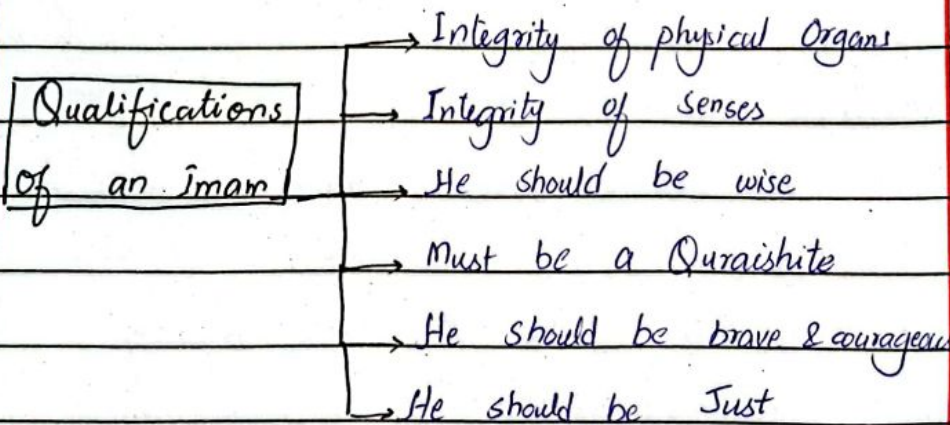 Qualifications
of an imam
Integrity of physical Organs
Integrity of senses
He should be wise
Must be a Quraishite
He should be brave & courageou
He should be Just